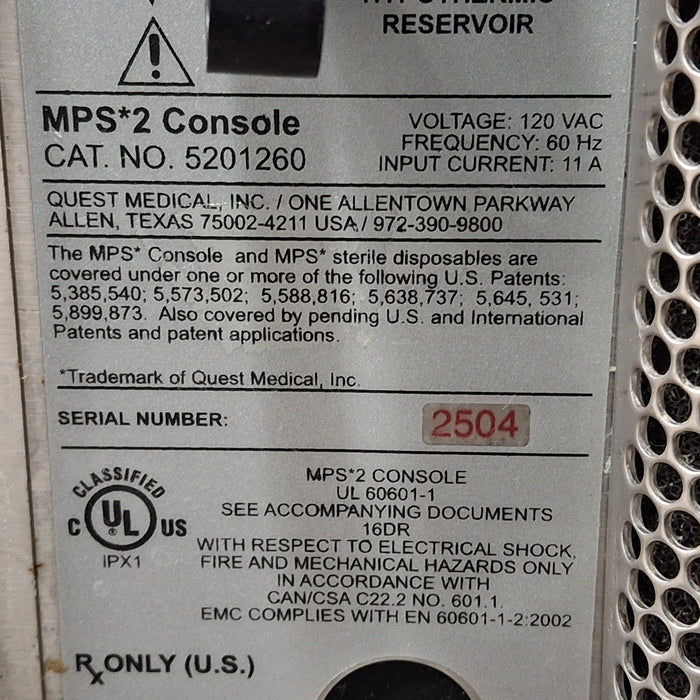 RESERVOIR
MPS*2 Console
CAT. NO. 5201260
VOLTAGE: 120 VAC
FREQUENCY: 60 Hz
INPUT CURRENT: 11 A
QUEST MEDICAL, INC. / ONE ALLENTOWN PARKWAY
ALLEN, TEXAS 75002-4211 USA / 972-390-9800
The MPS* Console and MPS* sterile disposables are
covered under one or more of the following U.S. Patents:
5,385,540; 5,573,502; 5,588,816; 5,638,737; 5,645, 531;
5,899,873. Also covered by pending U.S. and International
Patents and patent applications.
*Trademark of Quest Medical, Inc.
SERIAL NUMBER: 2504
CLASSIFIED
C UL US
IPX1
MPS*2 CONSOLE
UL 60601-1
SEE ACCOMPANYING DOCUMENTS
16DR
WITH RESPECT TO ELECTRICAL SHOCK,
FIRE AND MECHANICAL HAZARDS ONLY
IN ACCORDANCE WITH
CAN/CSA C22.2 NO. 601.1.
EMC COMPLIES WITH EN 60601-1-2:2002
RX ONLY (U.S.)